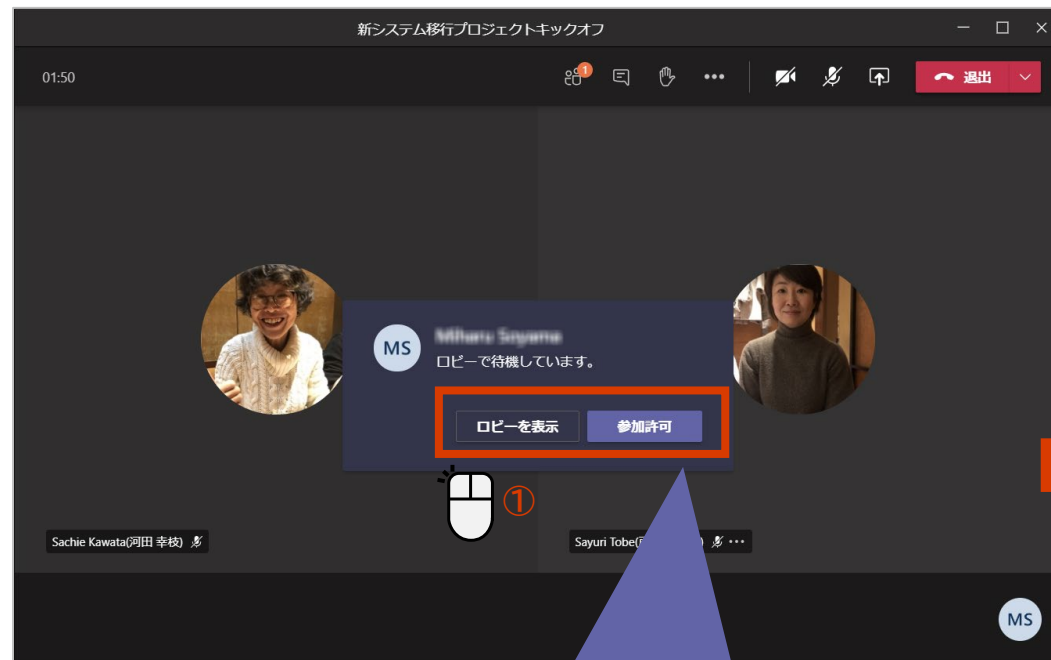 新システム移行プロジェクトキックオフ
01:50
1
退出
MS
ロビーで待機しています。
ロビーを表示
参加許可
①
Sachie Kawata(河田 幸枝)
Sayuri Tobe(
MS